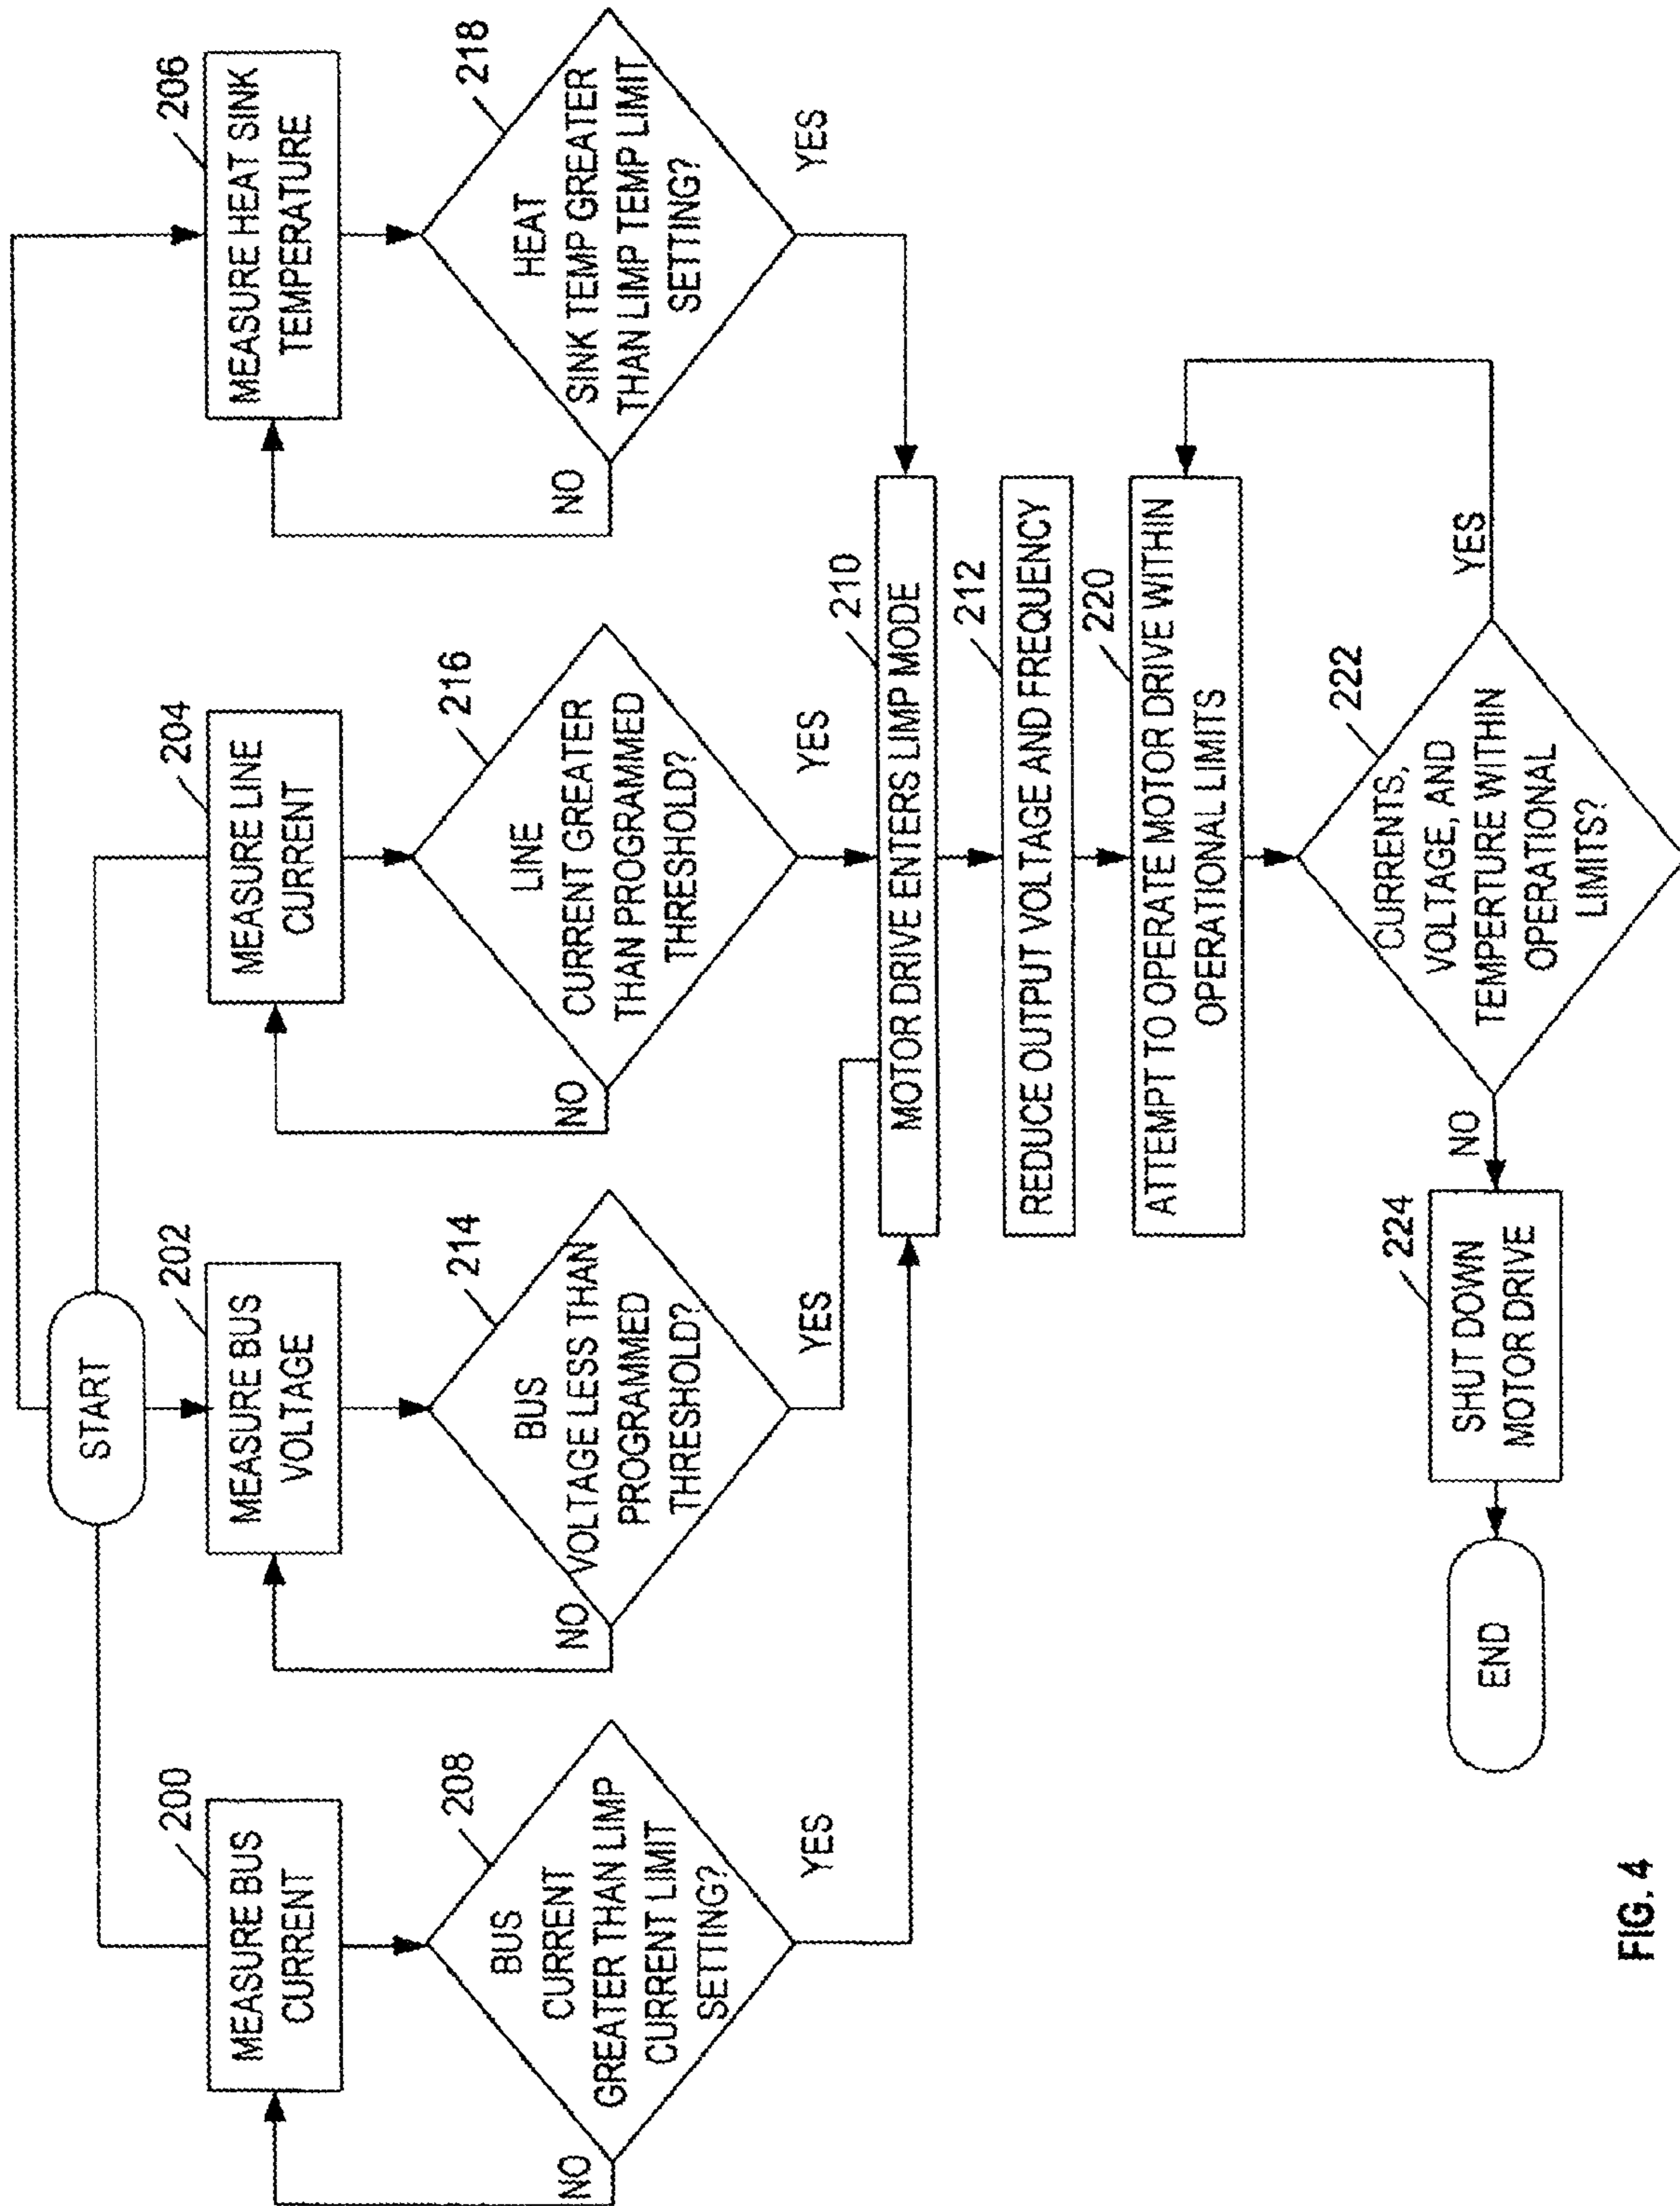 START
200
MEASURE BUS
CURRENT
202
MEASURE BUS
VOLTAGE
204
MEASURE LINE
CURRENT
206
MEASURE HEAT SINK
TEMPERATURE
208
BUS
CURRENT
GREATER THAN LIMP
CURRENT LIMIT
SETTING?
NO
YES
214
BUS
VOLTAGE LESS THAN
PROGRAMMED
THRESHOLD?
NO
YES
216
LINE
CURRENT GREATER
THAN PROGRAMMED
THRESHOLD?
NO
YES
218
HEAT
SINK TEMP GREATER
THAN LIMP TEMP LIMIT
SETTING?
NO
YES
210
MOTOR DRIVE ENTERS LIMP MODE
212
REDUCE OUTPUT VOLTAGE AND FREQUENCY
220
ATTEMPT TO OPERATE MOTOR DRIVE WITHIN
OPERATIONAL LIMITS
222
CURRENTS,
VOLTAGE, AND
TEMPERTURE WITHIN
OPERATIONAL
LIMITS?
YES
NO
224
SHUT DOWN
MOTOR DRIVE
END
FIG. 4